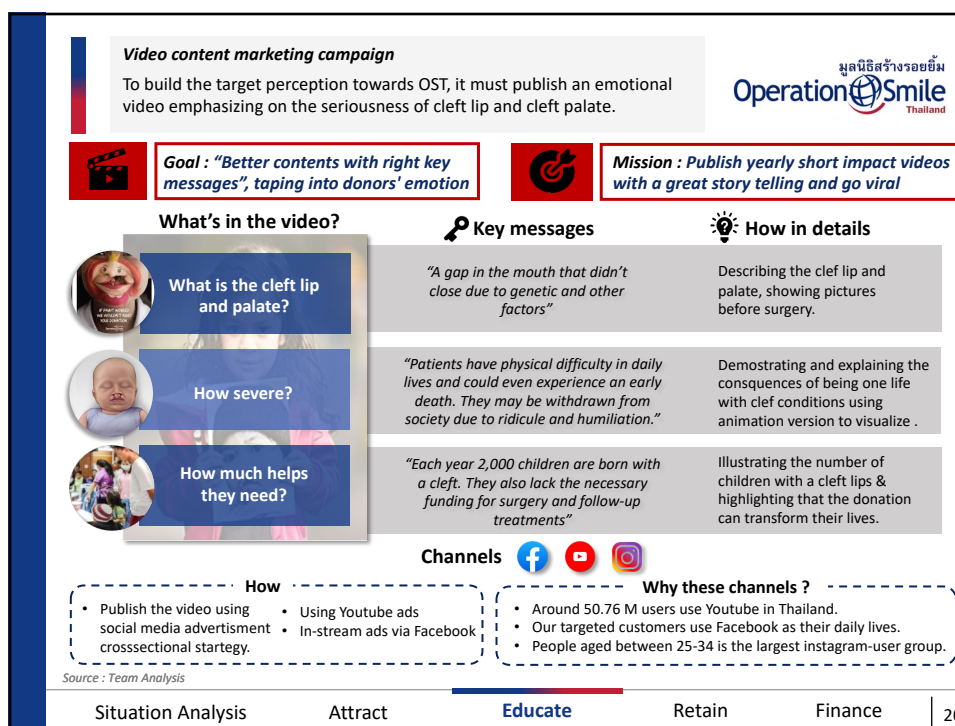 Video content marketing campaign
To build the target perception towards OST, it must publish an emotional
video emphasizing on the seriousness of cleft lip and cleft palate.
มูลนิธิสร้างรอยยิ้ม
Operation Smile
Thailand
Goal : “Better contents with right key
messages”, taping into donors' emotion
Mission : Publish yearly short impact videos
with a great story telling and go viral
What’s in the video?
Key messages
How in details
What is the cleft lip
and palate?
“A gap in the mouth that didn’t
close due to genetic and other
factors”
Describing the clef lip and
palate, showing pictures
before surgery.
How severe?
“Patients have physical difficulty in daily
lives and could even experience an early
death. They may be withdrawn from
society due to ridicule and humiliation.”
Demostrating and explaining the
consquences of being one life
with clef conditions using
animation version to visualize .
How much helps
they need?
“Each year 2,000 children are born with
a cleft. They also lack the necessary
funding for surgery and follow-up
treatments”
Illustrating the number of
children with a cleft lips &
highlighting that the donation
can transform their lives.
Channels
How
• Publish the video using
social media advertisment
crosssectional startegy.
• Using Youtube ads
• In-stream ads via Facebook
Why these channels ?
• Around 50.76 M users use Youtube in Thailand.
• Our targeted customers use Facebook as their daily lives.
• People aged between 25-34 is the largest instagram-user group.
Source : Team Analysis
Situation Analysis
Attract
Educate
Retain
Finance